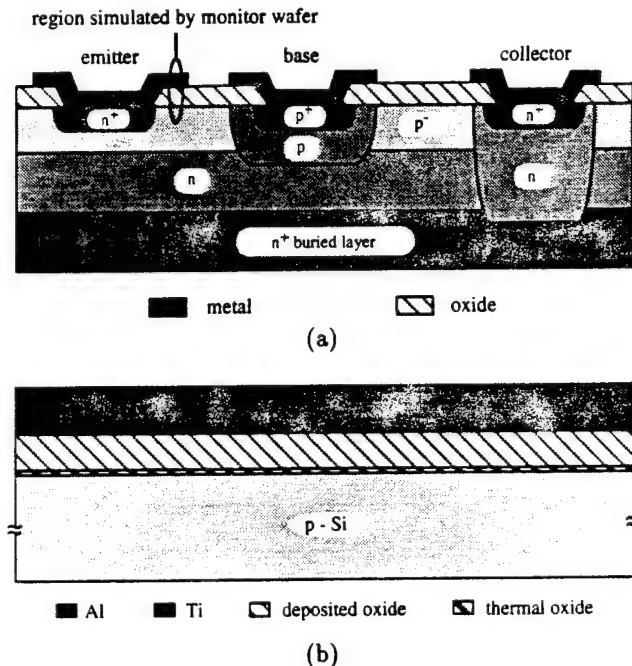 region simulated by monitor wafer
emitter base collector
n+ p+ p- n+
p
n n
n+ buried layer
metal oxide
(a)
p - Si
Al Ti deposited oxide thermal oxide
(b)